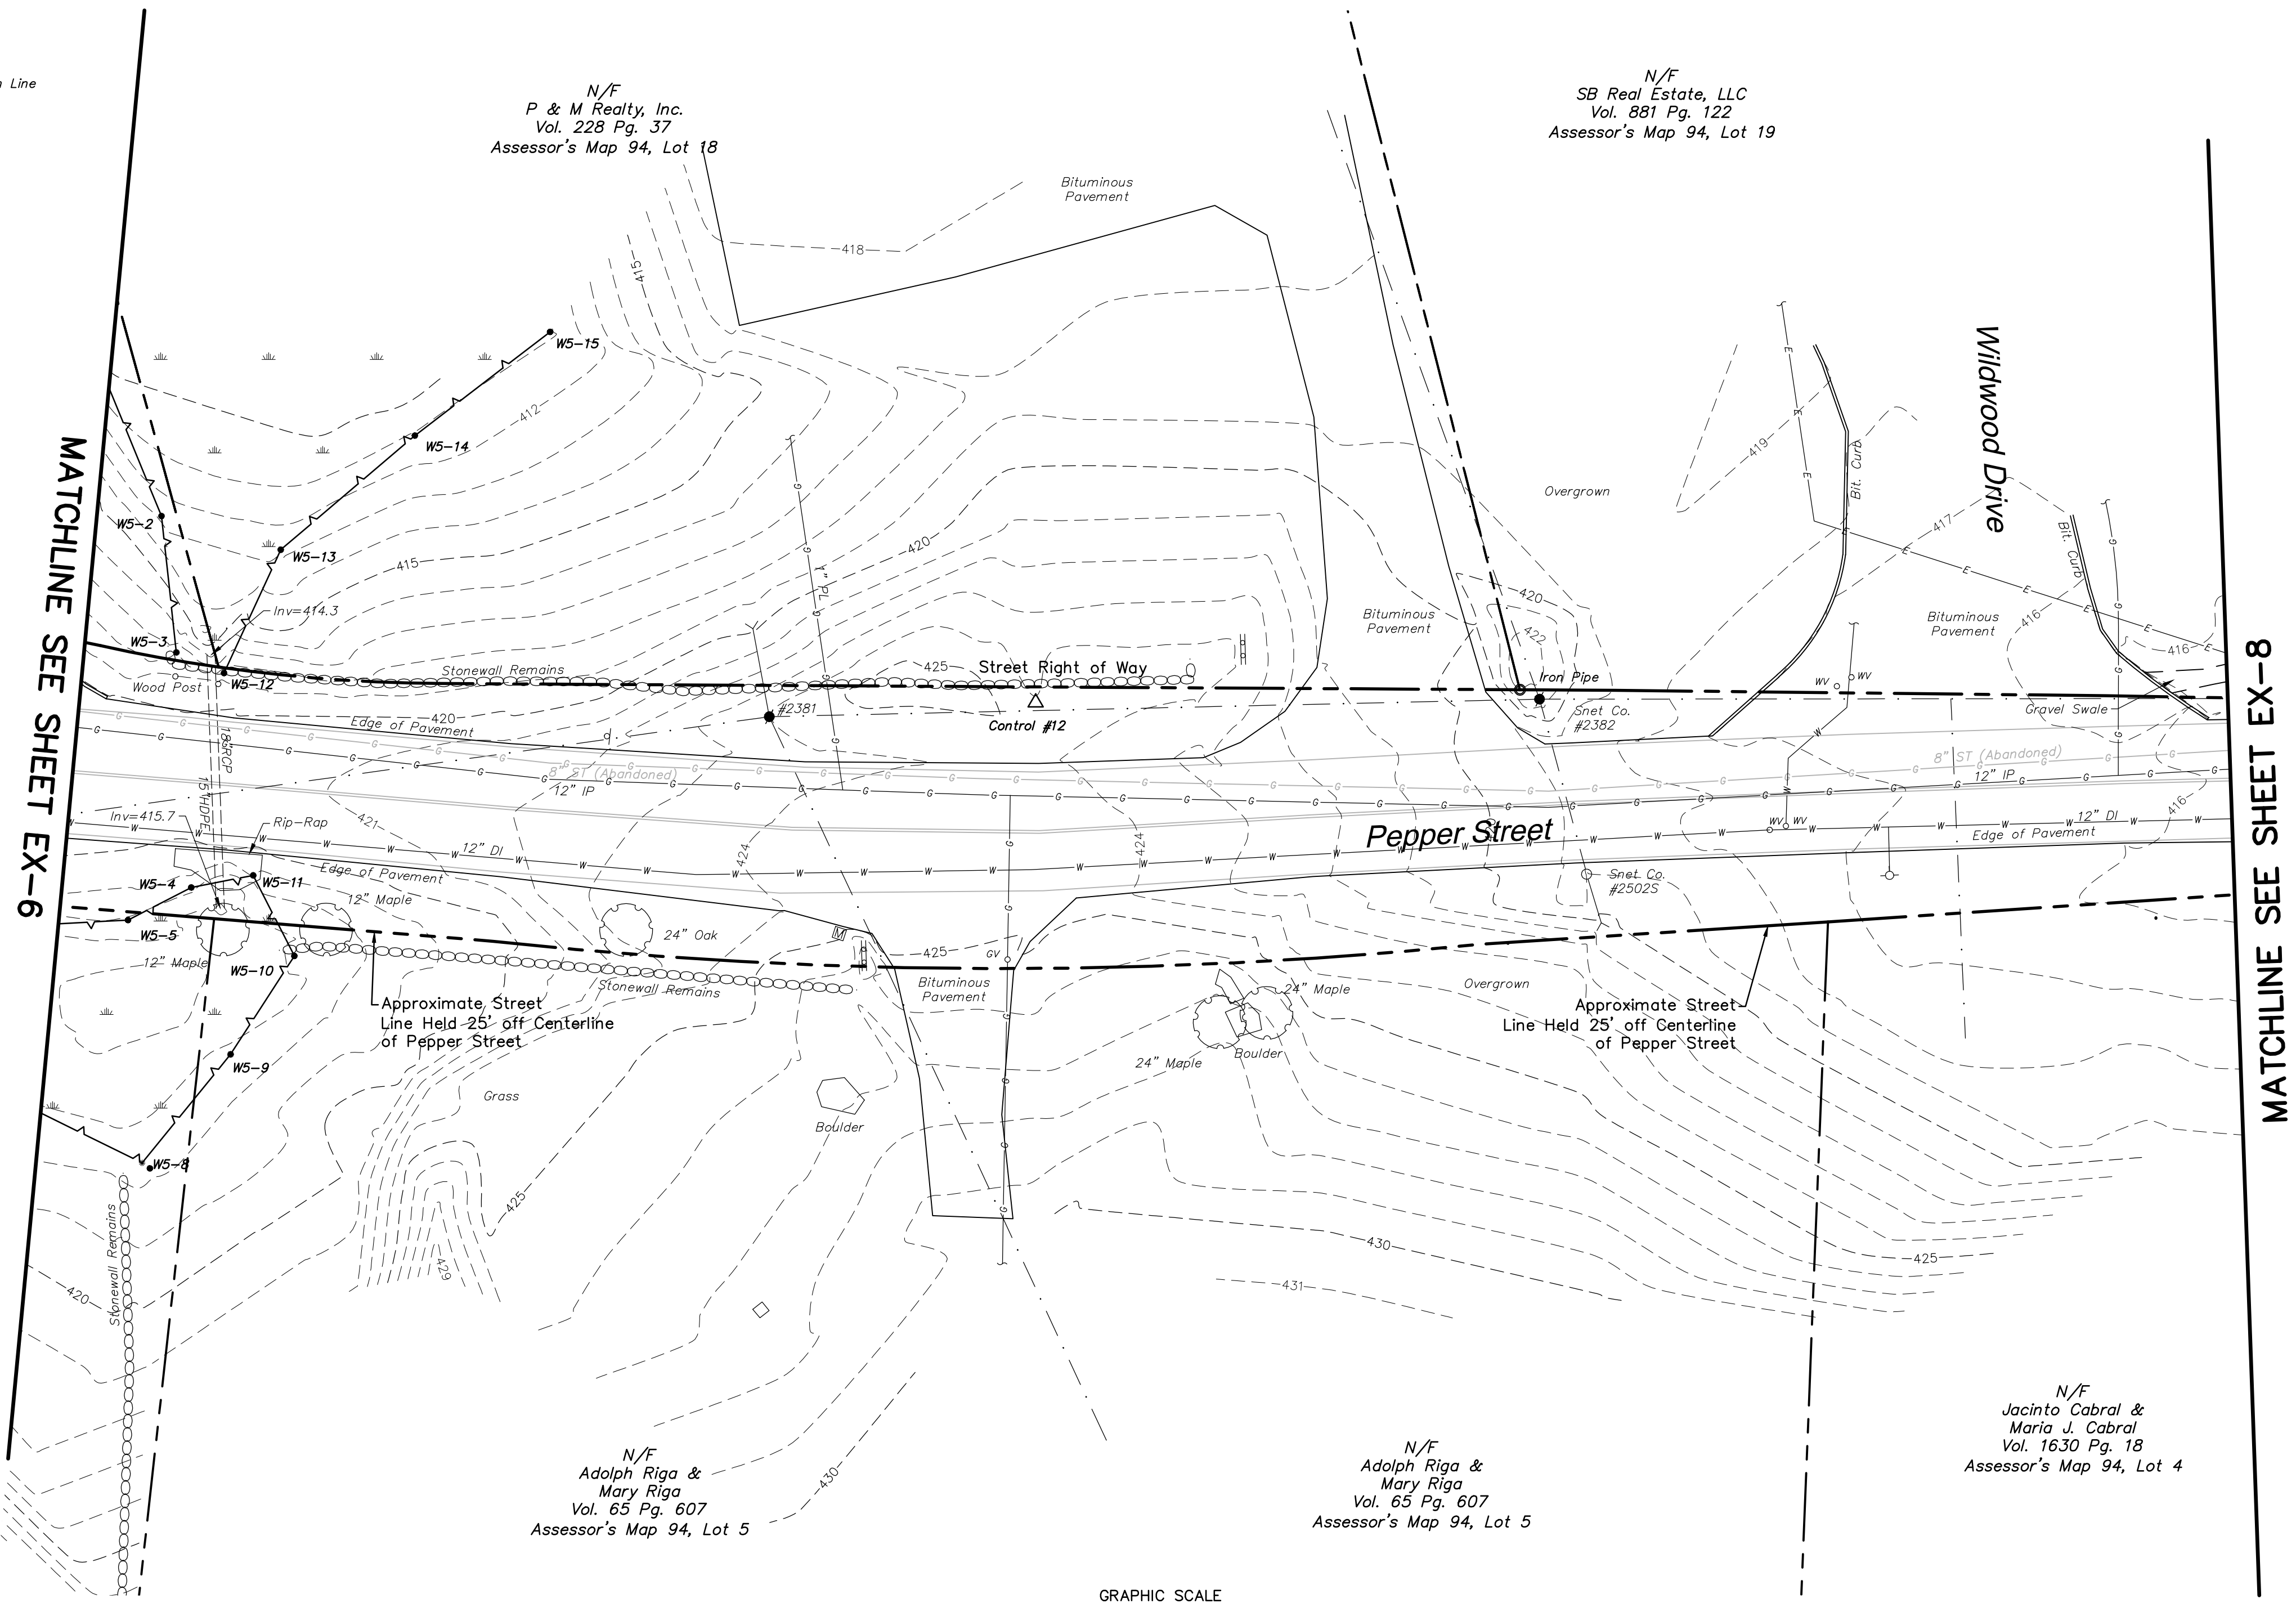 Line
N/F
P & M Realty, Inc.
Vol. 228 Pg. 37
Assessor's Map 94, Lot 18
N/F
SB Real Estate, LLC
Vol. 881 Pg. 122
Assessor's Map 94, Lot 19
Bituminous
Pavement
418
415
W5-15
412
W5-14
W5-2
W5-13
415
Inv=414.3
W5-3
W5-12
Wood Post
Stonewall Remains
G
G
1" PL
G
G
420
425
Street Right of Way
Control #12
#2381
420
Edge of Pavement
Bituminous
Pavement
420
422
Iron Pipe
Snet Co.
#2382
Overgrown
419
E
E
E
Bit. Curb
Wildwood Drive
417
Bit. Curb
G
G
E
E
E
E
E
E
E
Bituminous
Pavement
416
416
WV
WV
Gravel Swale
W
W
G
MATCHLINE SEE SHEET EX-6
MATCHLINE SEE SHEET EX-8
18"RCP
15"HDPE
8" ST (Abandoned)
12" IP
8" ST (Abandoned)
12" IP
Inv=415.7
Rip-Rap
421
12" DI
424
424
Pepper Street
WV
WV
12" DI
416
Edge of Pavement
Edge of Pavement
W5-4
W5-11
12" Maple
W5-5
12" Maple
W5-10
24" Oak
M
Stonewall Remains
425
GV
Bituminous
Pavement
Snet Co.
#2502S
24" Maple
Overgrown
Approximate Street
Line Held 25' off Centerline
of Pepper Street
Approximate Street
Line Held 25' off Centerline
of Pepper Street
24" Maple
Boulder
W5-9
Grass
Boulder
W5-8
425
429
Stonewall Remains
420
430
431
425
430
N/F
Adolph Riga &
Mary Riga
Vol. 65 Pg. 607
Assessor's Map 94, Lot 5
N/F
Adolph Riga &
Mary Riga
Vol. 65 Pg. 607
Assessor's Map 94, Lot 5
N/F
Jacinto Cabral &
Maria J. Cabral
Vol. 1630 Pg. 18
Assessor's Map 94, Lot 4
GRAPHIC SCALE